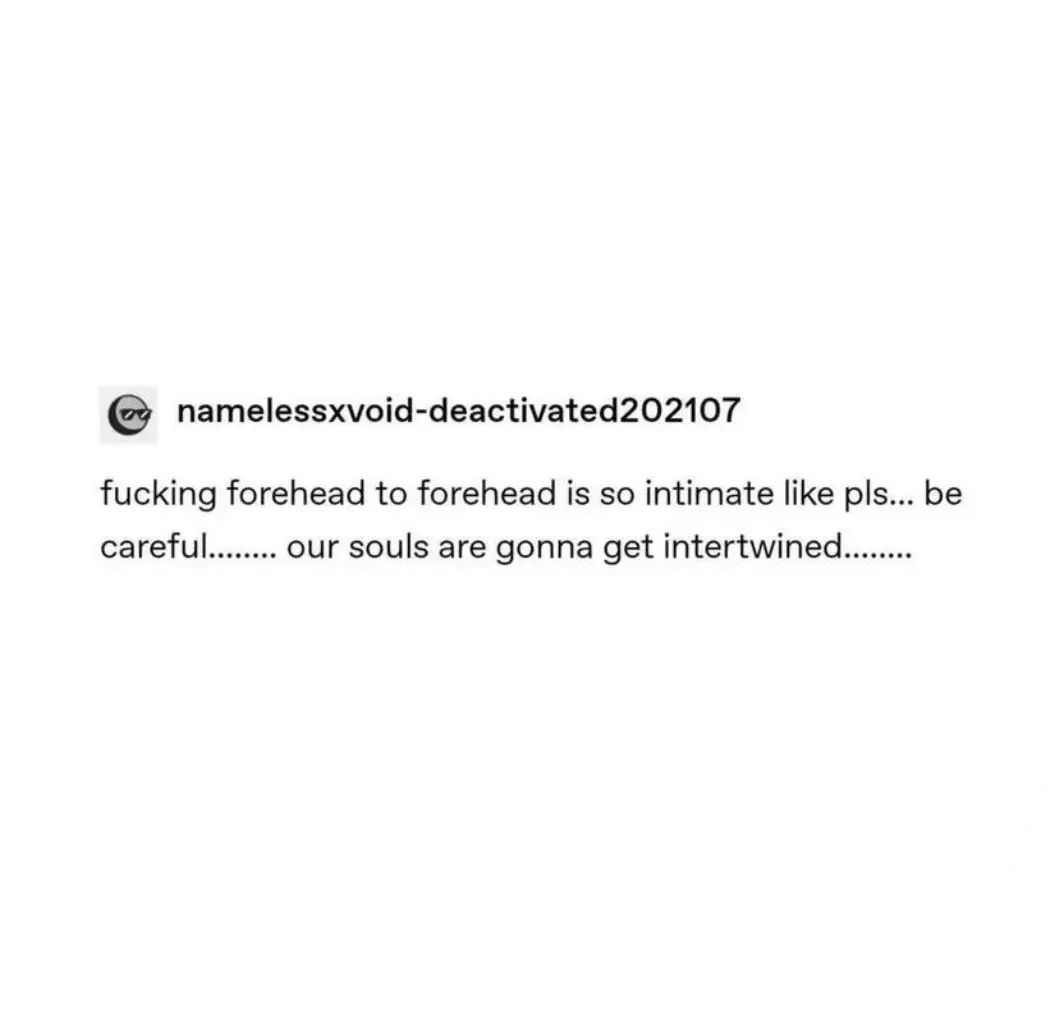 namelessxvoid-deactivated202107
fucking forehead to forehead is so intimate like pls... be
careful........ our souls are gonna get intertwined........